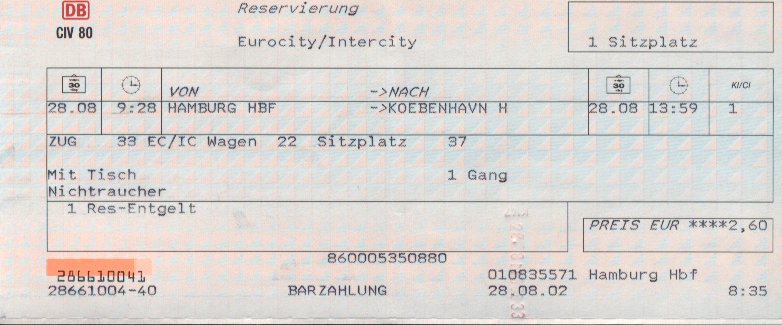 DB
Reservierung
CIV 80
Eurocity/Intercity
1 Sitzplatz
VON ->NACH Kl/Cl
28.08 9:28 HAMBURG HBF ->KOEBENHAVN H 28.08 13:59 1
ZUG 33 EC/IC Wagen 22 Sitzplatz 37
Mit Tisch 1 Gang
Nichtraucher
1 Res-Entgelt
PREIS EUR ****2,60
860005350880
286610041 010835571 Hamburg Hbf
28661004-40 BARZAHLUNG 28.08.02 8:35